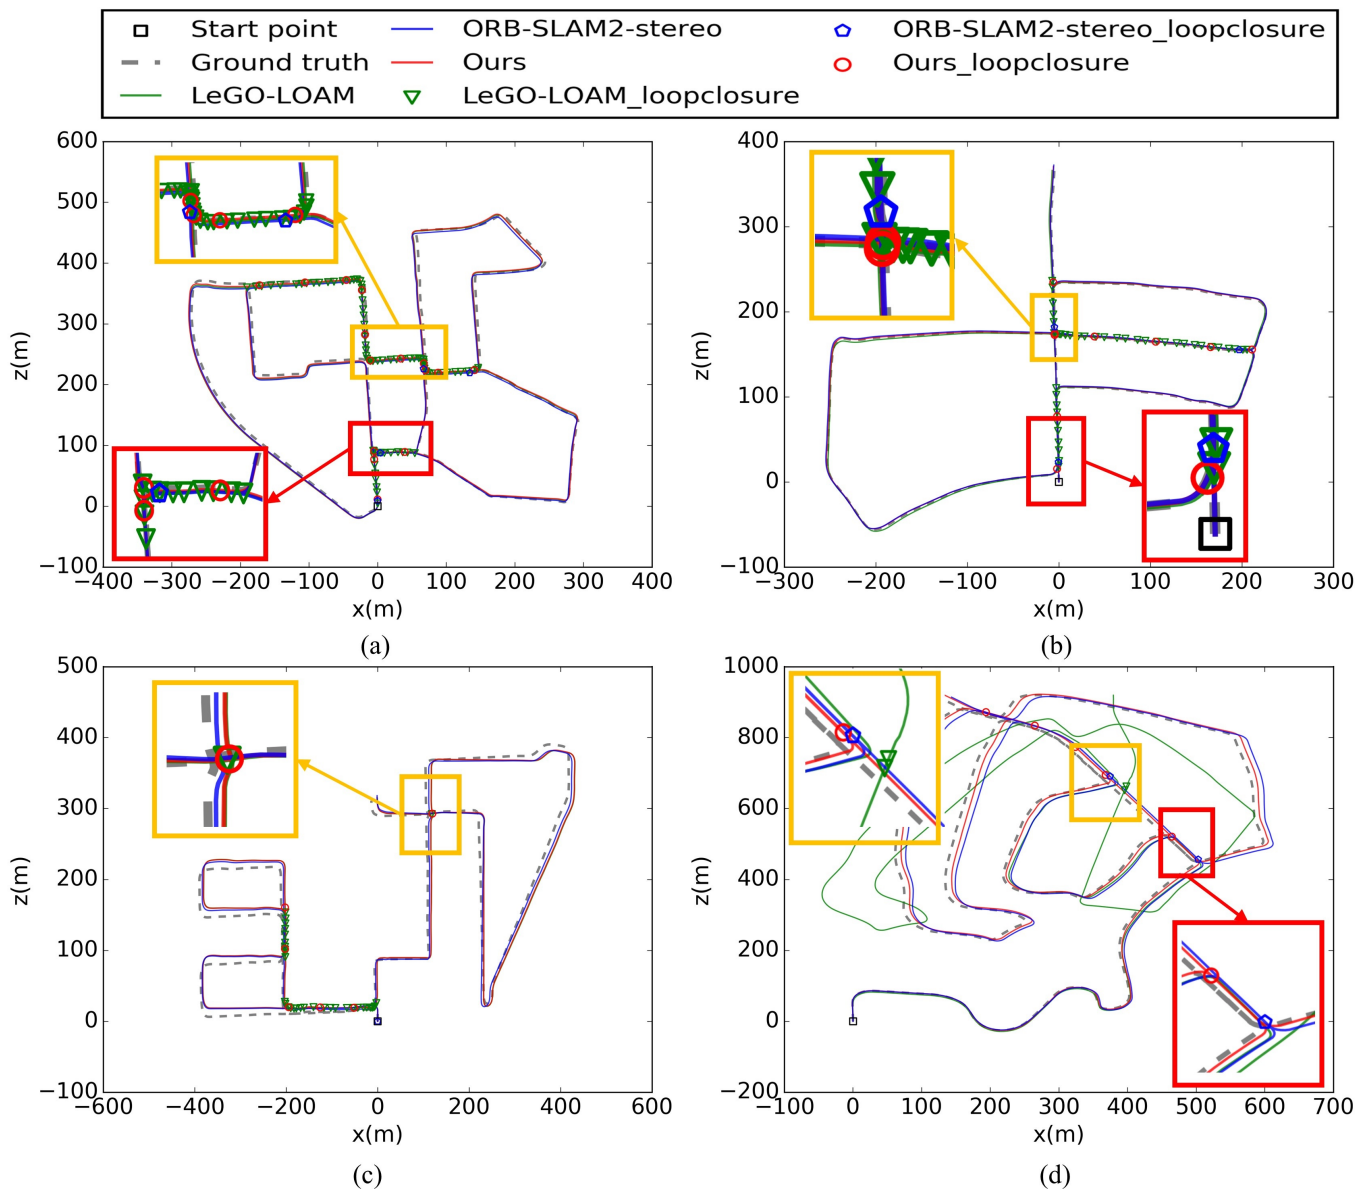 Start point ORB-SLAM2-stereo ORB-SLAM2-stereo_loopclosure
Ground truth Ours Ours_loopclosure
LeGO-LOAM LeGO-LOAM_loopclosure
600
500
400
300
200
100
0
−100
z(m)
−400 −300 −200 −100 0 100 200 300 400
x(m)
(a)
400
300
200
100
0
−100
z(m)
−300 −200 −100 0 100 200 300
x(m)
(b)
500
400
300
200
100
0
−100
z(m)
−600 −400 −200 0 200 400 600
x(m)
(c)
1000
800
600
400
200
0
−200
z(m)
−100 0 100 200 300 400 500 600 700
x(m)
(d)